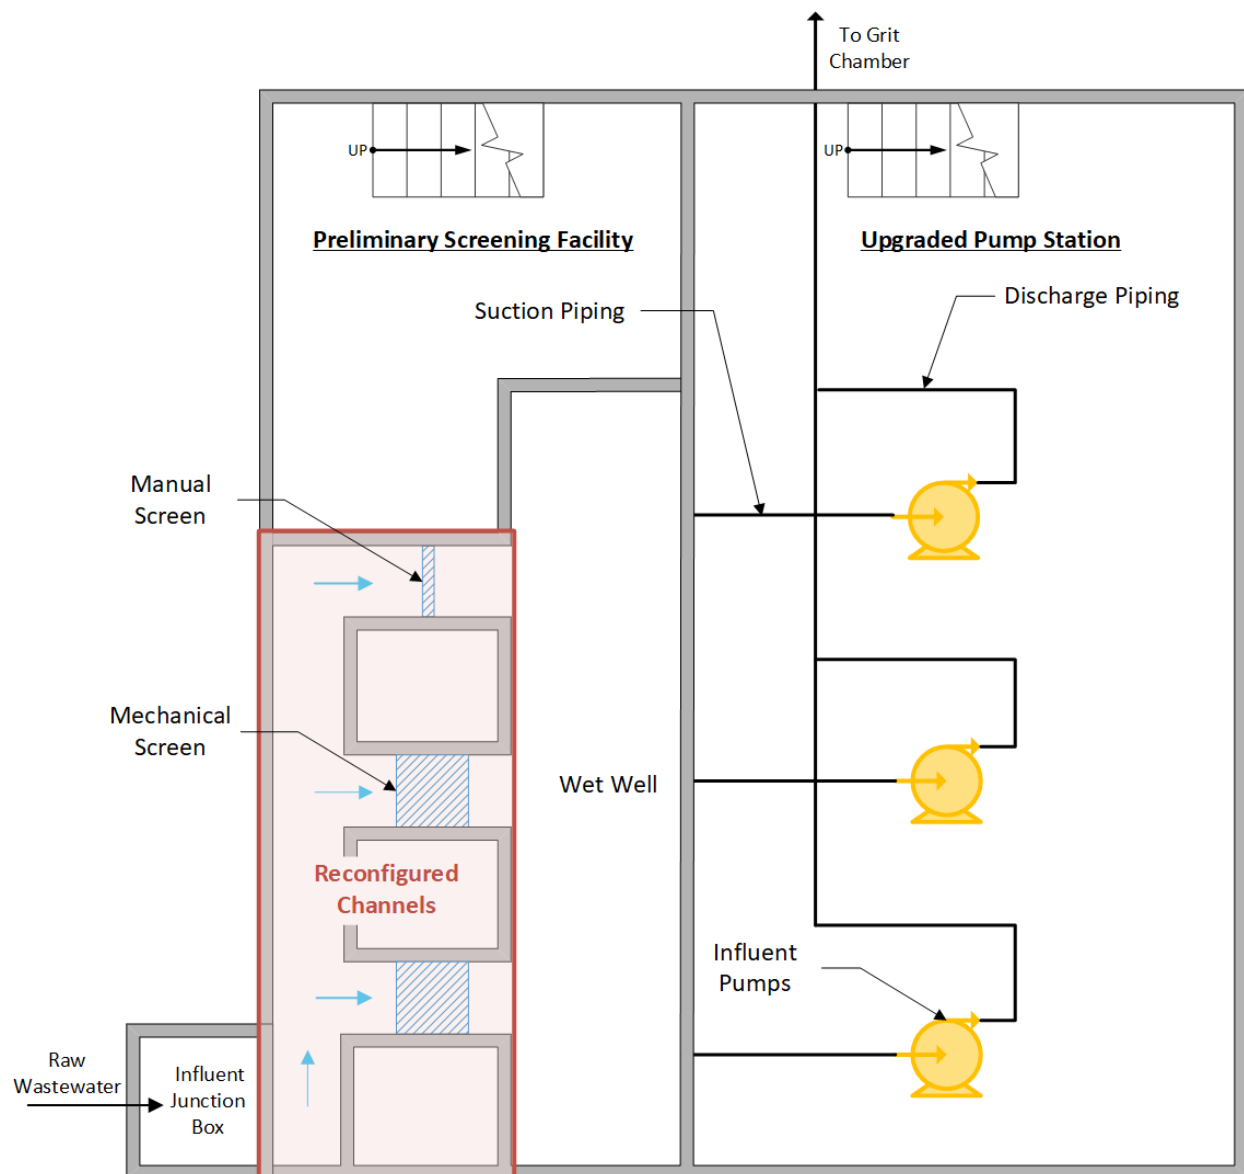 To Grit
Chamber
UP
UP
Preliminary Screening Facility
Upgraded Pump Station
Suction Piping
Discharge Piping
Manual
Screen
Mechanical
Screen
Wet Well
Reconfigured
Channels
Influent
Pumps
Raw
Wastewater
Influent
Junction
Box